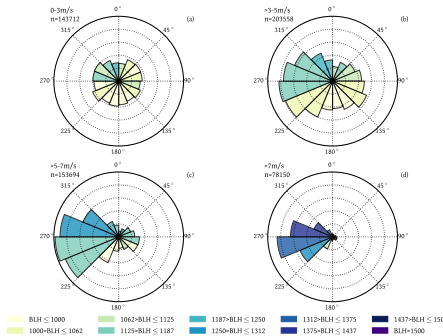 0-3m/s
n=143712
(a)
0°
45°
90°
135°
180°
225°
270°
315°
>3-5m/s
n=203558
(b)
0°
45°
90°
135°
180°
225°
270°
315°
>5-7m/s
n=153694
(c)
0°
45°
90°
135°
180°
225°
270°
315°
>7m/s
n=78150
(d)
0°
45°
90°
135°
180°
225°
270°
315°
BLH ≤ 1000
1062>BLH ≤ 1125
1187>BLH ≤ 1250
1312>BLH ≤ 1375
1437>BLH ≤ 150
1000<BLH ≤ 1062
1125<BLH ≤ 1187
1250<BLH ≤ 1312
1375<BLH ≤ 1437
BLH=1500